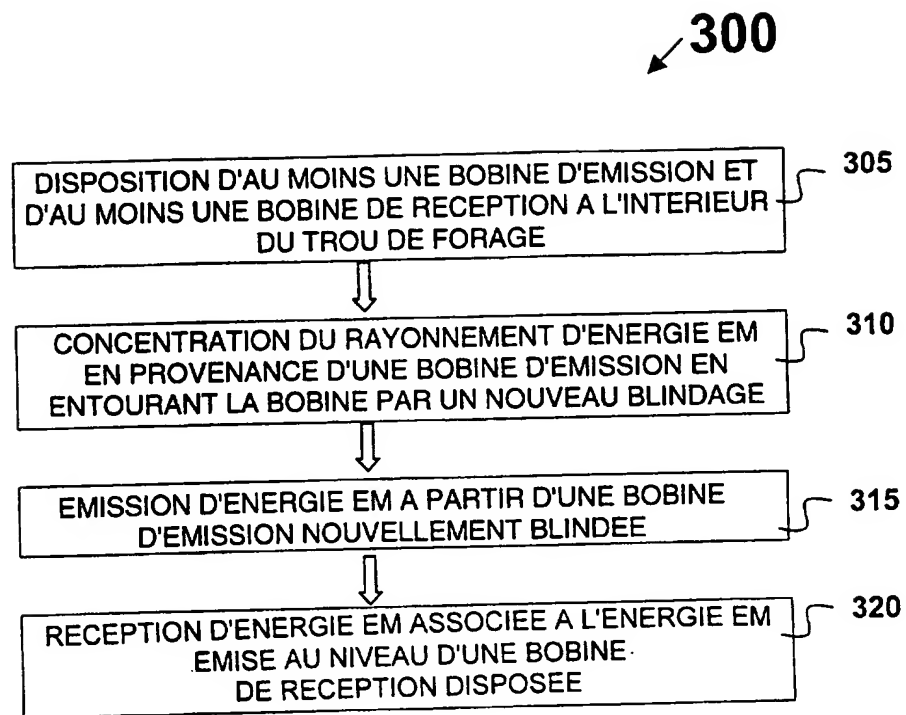 300
DISPOSITION D'AU MOINS UNE BOBINE D'EMISSION ET
D'AU MOINS UNE BOBINE DE RECEPTION A L'INTERIEUR
DU TROU DE FORAGE
305
CONCENTRATION DU RAYONNEMENT D'ENERGIE EM
EN PROVENANCE D'UNE BOBINE D'EMISSION EN
ENTOURANT LA BOBINE PAR UN NOUVEAU BLINDAGE
310
EMISSION D'ENERGIE EM A PARTIR D'UNE BOBINE
D'EMISSION NOUVELLEMENT BLINDEE
315
RECEPTION D'ENERGIE EM ASSOCIEE A L'ENERGIE EM
EMISE AU NIVEAU D'UNE BOBINE
DE RECEPTION DISPOSEE
320